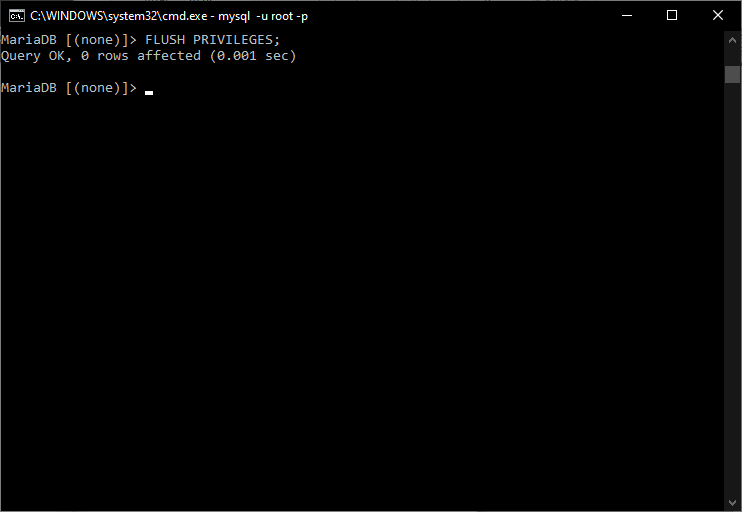 C:\WINDOWS\system32\cmd.exe - mysql -u root -p
MariaDB [(none)]> FLUSH PRIVILEGES;
Query OK, 0 rows affected (0.001 sec)
MariaDB [(none)]>